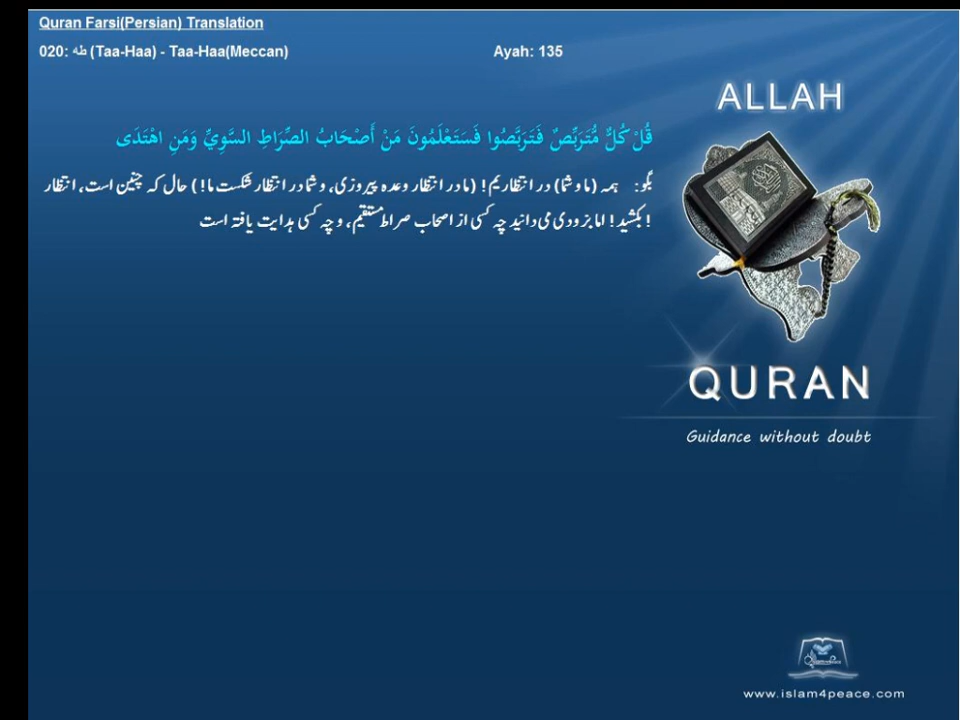 Quran Farsi(Persian) Translation
020: طه (Taa-Haa) - Taa-Haa(Meccan) Ayah: 135
ALLAH
قُلْ كُلٌّ مُّتَرَبِّصٌ فَتَرَبَّصُوا فَسَتَعْلَمُونَ مَنْ أَصْحَابُ الصِّرَاطِ السَّوِيِّ وَمَنِ اهْتَدَى
بگو: همه (ما و شما) در انتظاریم! (ما در انتظار وعده پیروزی، و شما در انتظار شکست ما!) حال که چنین است، انتظار
! بکشید! اما بزودی می‌دانید چه کسی از اصحاب صراط مستقیم، و چه کسی هدایت یافته است
QURAN
Guidance without doubt
www.islam4peace.com